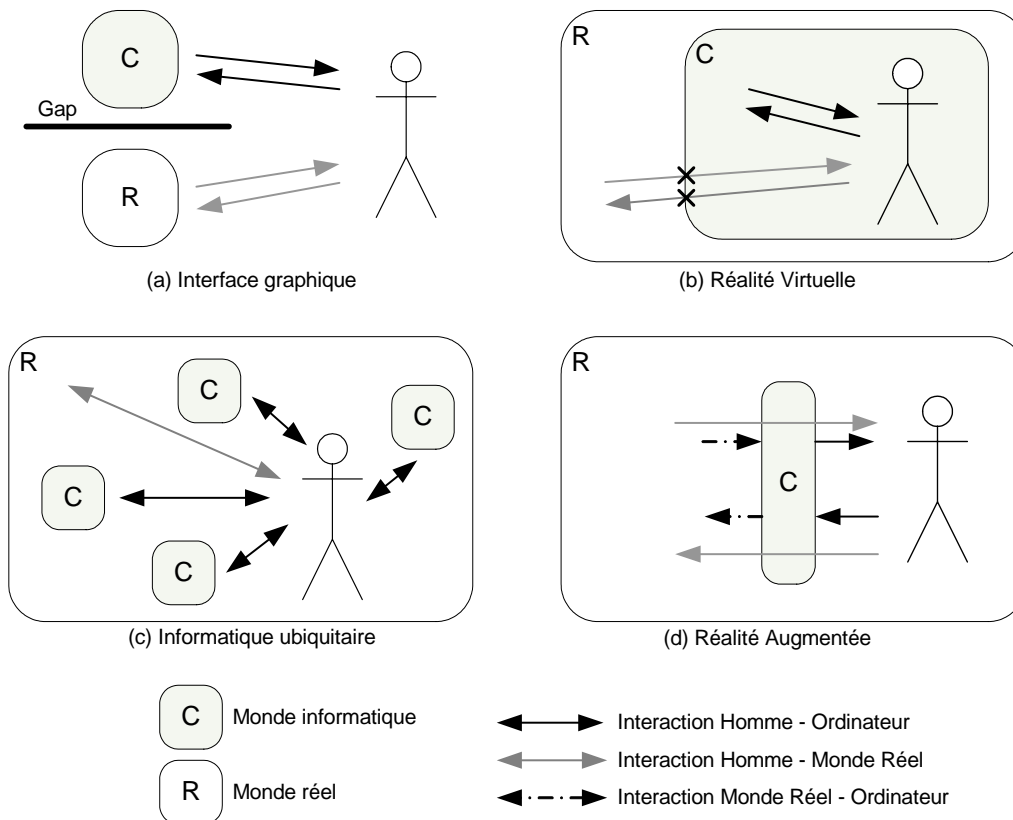 C
Gap
R
(a) Interface graphique
R
C
(b) Réalité Virtuelle
R
C
C
C
C
(c) Informatique ubiquitaire
R
C
(d) Réalité Augmentée
C Monde informatique
R Monde réel
Interaction Homme - Ordinateur
Interaction Homme - Monde Réel
Interaction Monde Réel - Ordinateur